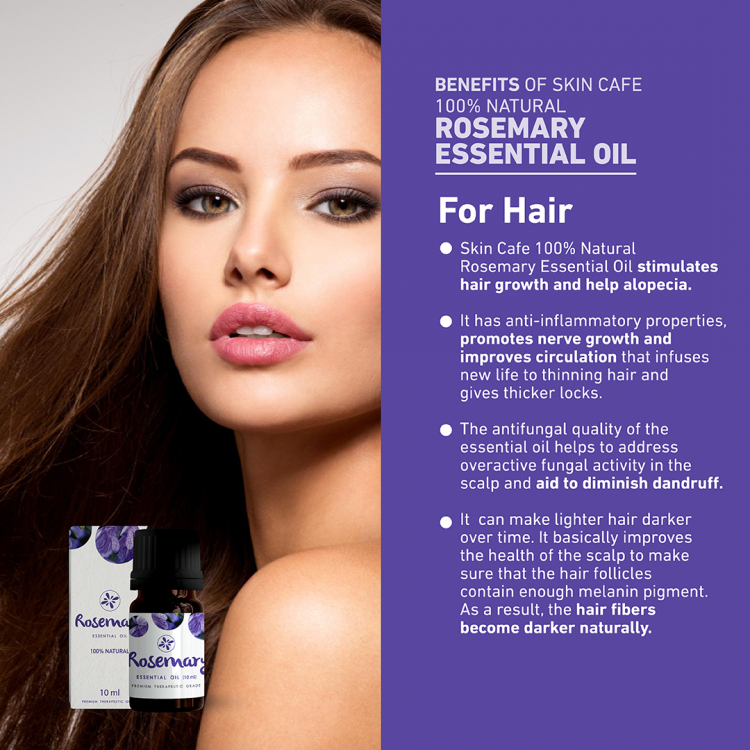 BENEFITS OF SKIN CAFE
100% NATURAL
ROSEMARY
ESSENTIAL OIL
For Hair
Skin Cafe 100% Natural
Rosemary Essential Oil stimulates
hair growth and help alopecia.
It has anti-inflammatory properties,
promotes nerve growth and
improves circulation that infuses
new life to thinning hair and
gives thicker locks.
The antifungal quality of the
essential oil helps to address
overactive fungal activity in the
scalp and aid to diminish dandruff.
It can make lighter hair darker
over time. It basically improves
the health of the scalp to make
sure that the hair follicles
contain enough melanin pigment.
As a result, the hair fibers
become darker naturally.
Rosema
ESSENTIAL OIL
100% NATURAL
10 ml
PREMIUM THERAPEUTIC
Rosemary
ESSENTIAL OIL (10 ml)
PREMIUM THERAPEUTIC GRADE